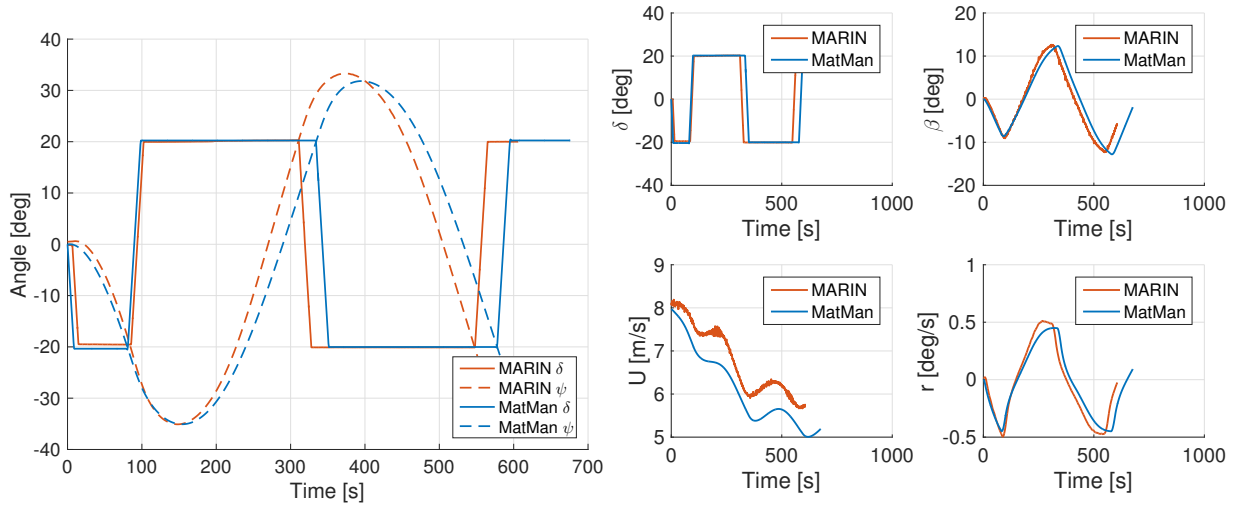 40
30
20
10
0
-10
-20
-30
-40
Angle [deg]
0
100
200
300
400
500
600
700
Time [s]
MARIN δ
MARIN ψ
MatMan δ
MatMan ψ
40
20
0
-20
-40
δ [deg]
0
500
1000
Time [s]
MARIN
MatMan
20
10
0
-10
-20
β [deg]
0
500
1000
Time [s]
MARIN
MatMan
9
8
7
6
5
U [m/s]
0
500
1000
Time [s]
MARIN
MatMan
1
0.5
0
-0.5
r [deg/s]
0
500
1000
Time [s]
MARIN
MatMan